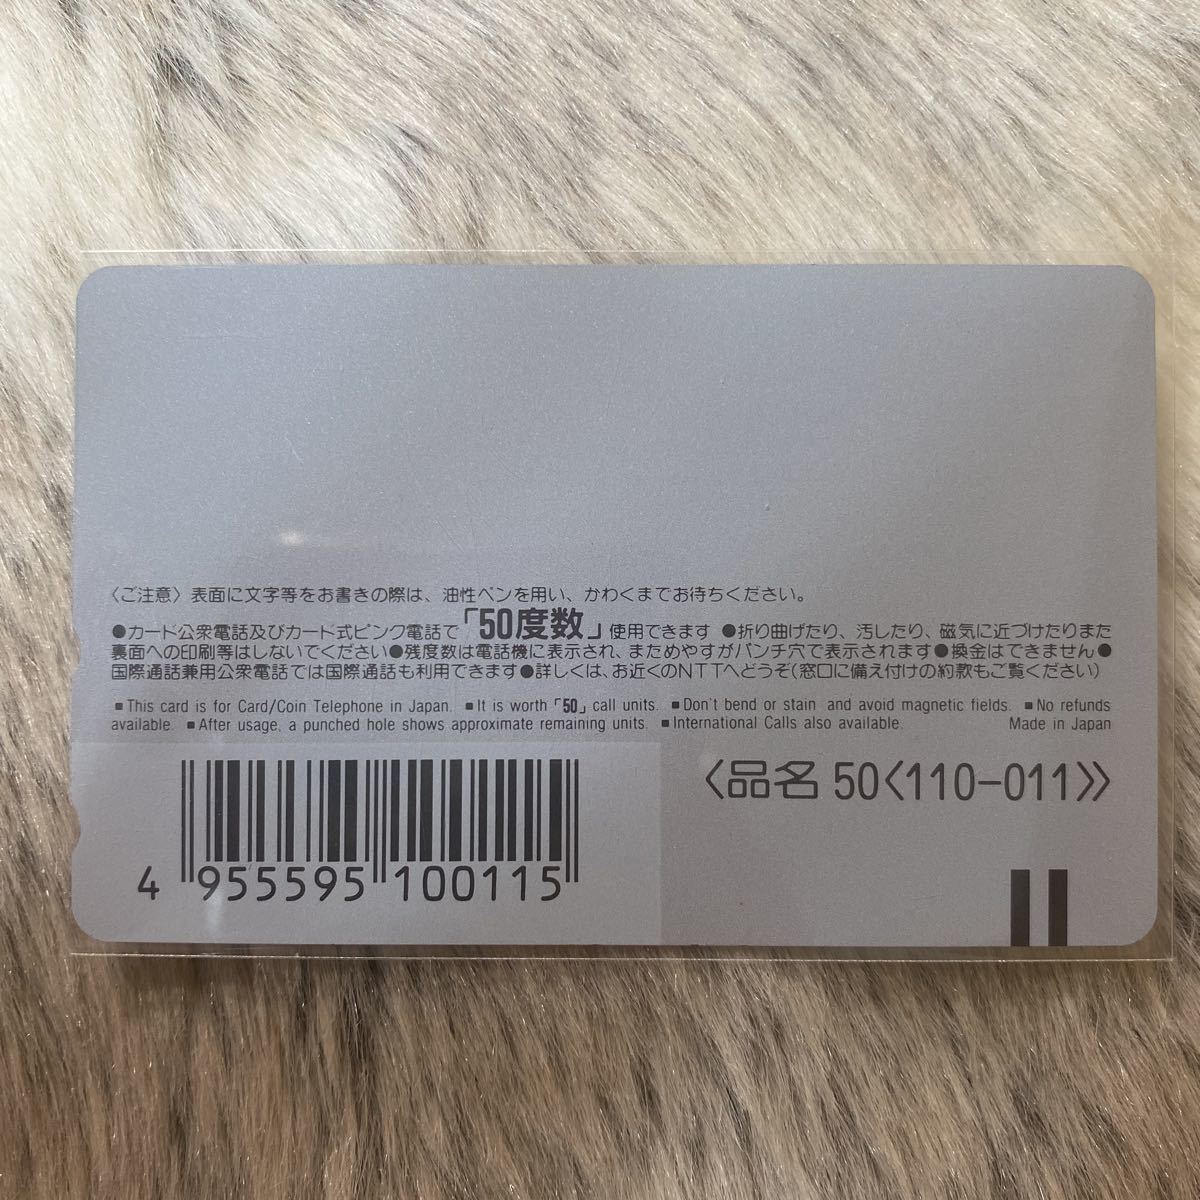 〈ご注意〉表面に文字等をお書きの際は、油性ペンを用い、かわくまでお待ちください。
●カード公衆電話及びカード式ピンク電話で「50度数」使用できます ●折り曲げたり、汚したり、磁気に近づけたりまた
裏面への印刷等はしないでください●残度数は電話機に表示され、まためやすがパンチ穴で表示されます●換金はできません●
国際通話兼用公衆電話では国際通話も利用できます●詳しくは、お近くのNTTへどうぞ(窓口に備え付けの約款もご覧ください)
■This card is for Card/Coin Telephone in Japan. ■It is worth「50」call units. ■Don't bend or stain and avoid magnetic fields. ■No refunds
available. ■After usage, a punched hole shows approximate remaining units. ■International Calls also available. Made in Japan
〈品名 50〈110-011〉〉
4 955595 100115